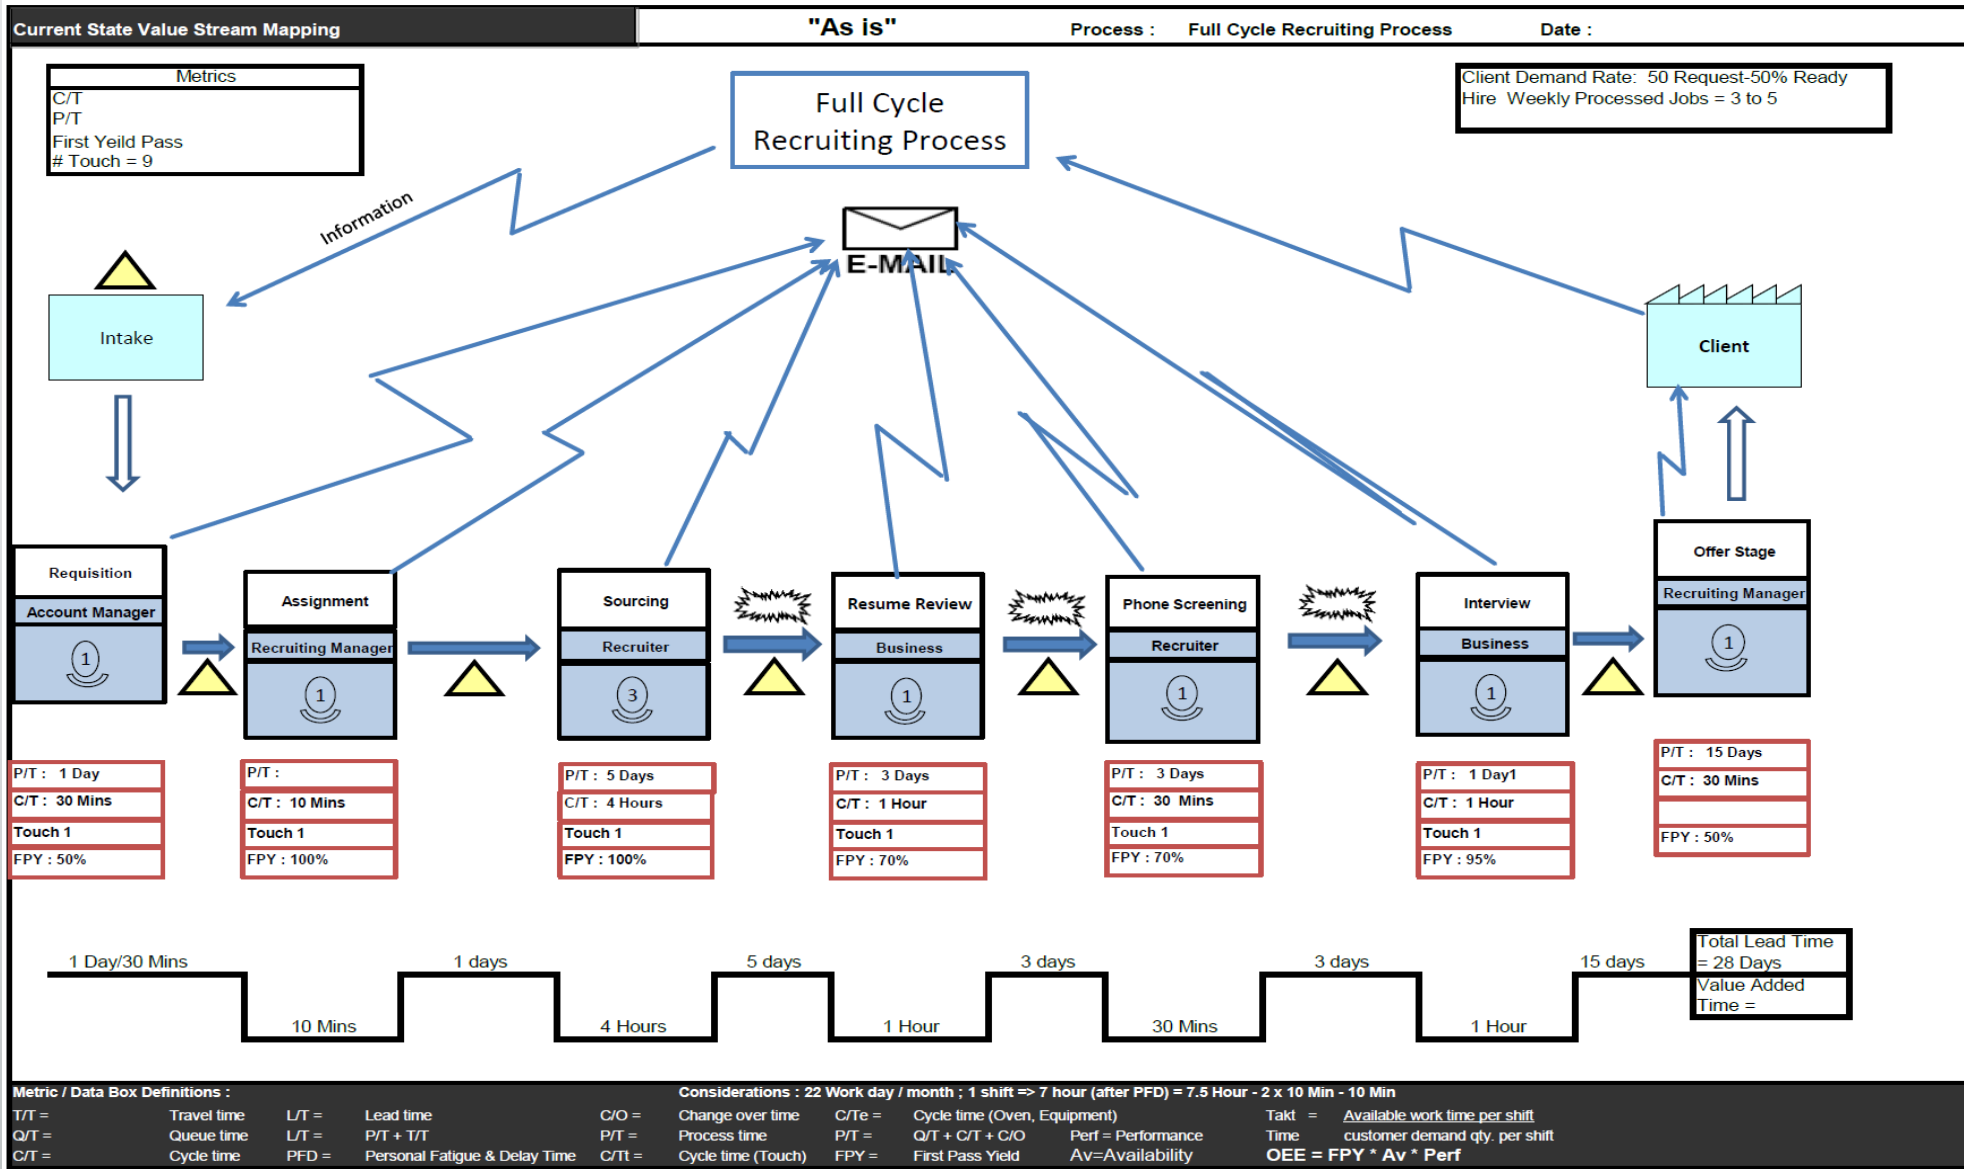 Current State Value Stream Mapping
"As is"
Process : Full Cycle Recruiting Process
Date :
Metrics
C/T
P/T
First Yeild Pass
# Touch = 9
Full Cycle
Recruiting Process
Client Demand Rate: 50 Request-50% Ready
Hire Weekly Processed Jobs = 3 to 5
Information
E-MAIL
Intake
Client
Requisition
Account Manager
1
Assignment
Recruiting Manager
1
Sourcing
Recruiter
3
Resume Review
Business
1
Phone Screening
Recruiter
1
Interview
Business
1
Offer Stage
Recruiting Manager
1
P/T : 1 Day
C/T : 30 Mins
Touch 1
FPY : 50%
P/T :
C/T : 10 Mins
Touch 1
FPY : 100%
P/T : 5 Days
C/T : 4 Hours
Touch 1
FPY : 100%
P/T : 3 Days
C/T : 1 Hour
Touch 1
FPY : 70%
P/T : 3 Days
C/T : 30 Mins
Touch 1
FPY : 70%
P/T : 1 Day1
C/T : 1 Hour
Touch 1
FPY : 95%
P/T : 15 Days
C/T : 30 Mins
FPY : 50%
1 Day/30 Mins
10 Mins
1 days
4 Hours
5 days
1 Hour
3 days
30 Mins
3 days
1 Hour
15 days
Total Lead Time
= 28 Days
Value Added
Time =
Metric / Data Box Definitions :
Considerations : 22 Work day / month ; 1 shift => 7 hour (after PFD) = 7.5 Hour - 2 x 10 Min - 10 Min
T/T = Travel time L/T = Lead time C/O = Change over time C/Te = Cycle time (Oven, Equipment) Takt = Available work time per shift
Q/T = Queue time L/T = P/T + T/T P/T = Process time P/T = Q/T + C/T + C/O Perf = Performance Time customer demand qty. per shift
C/T = Cycle time PFD = Personal Fatigue & Delay Time C/Tt = Cycle time (Touch) FPY = First Pass Yield Av=Availability OEE = FPY * Av * Perf